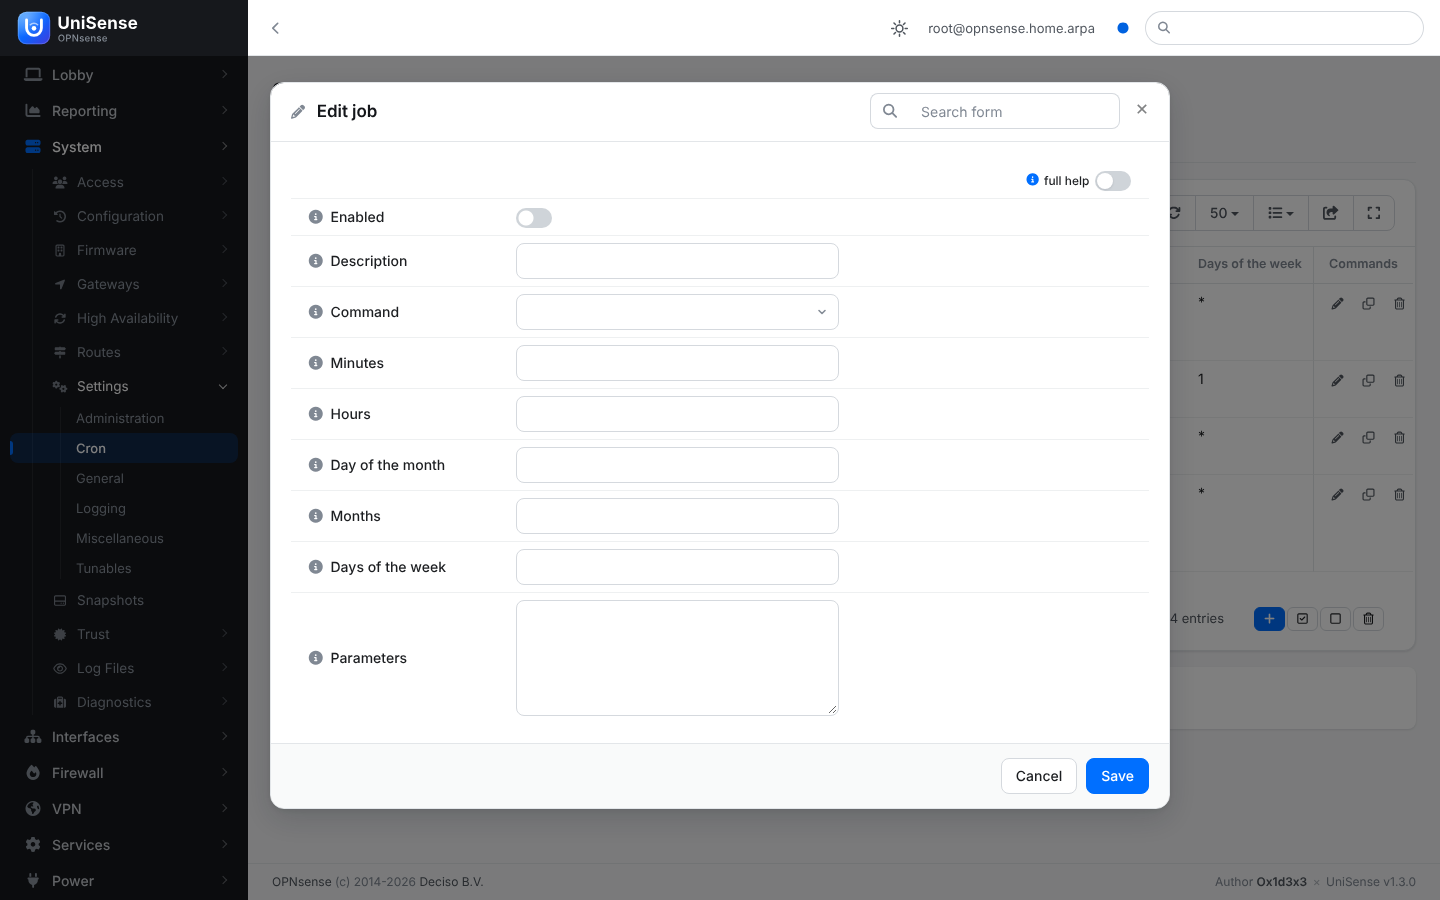 UniSense
OPNsense
root@opnsense.home.arpa
Lobby
Reporting
System
Access
Configuration
Firmware
Gateways
High Availability
Routes
Settings
Administration
Cron
General
Logging
Miscellaneous
Tunables
Snapshots
Trust
Log Files
Diagnostics
Interfaces
Firewall
VPN
Services
Power
Edit job
Search form
×
full help
Enabled
Description
Command
Minutes
Hours
Day of the month
Months
Days of the week
Parameters
Cancel
Save
50
Days of the week
Commands
*
1
*
*
4 entries
OPNsense (c) 2014-2026 Deciso B.V.
Author Ox1d3x3 × UniSense v1.3.0